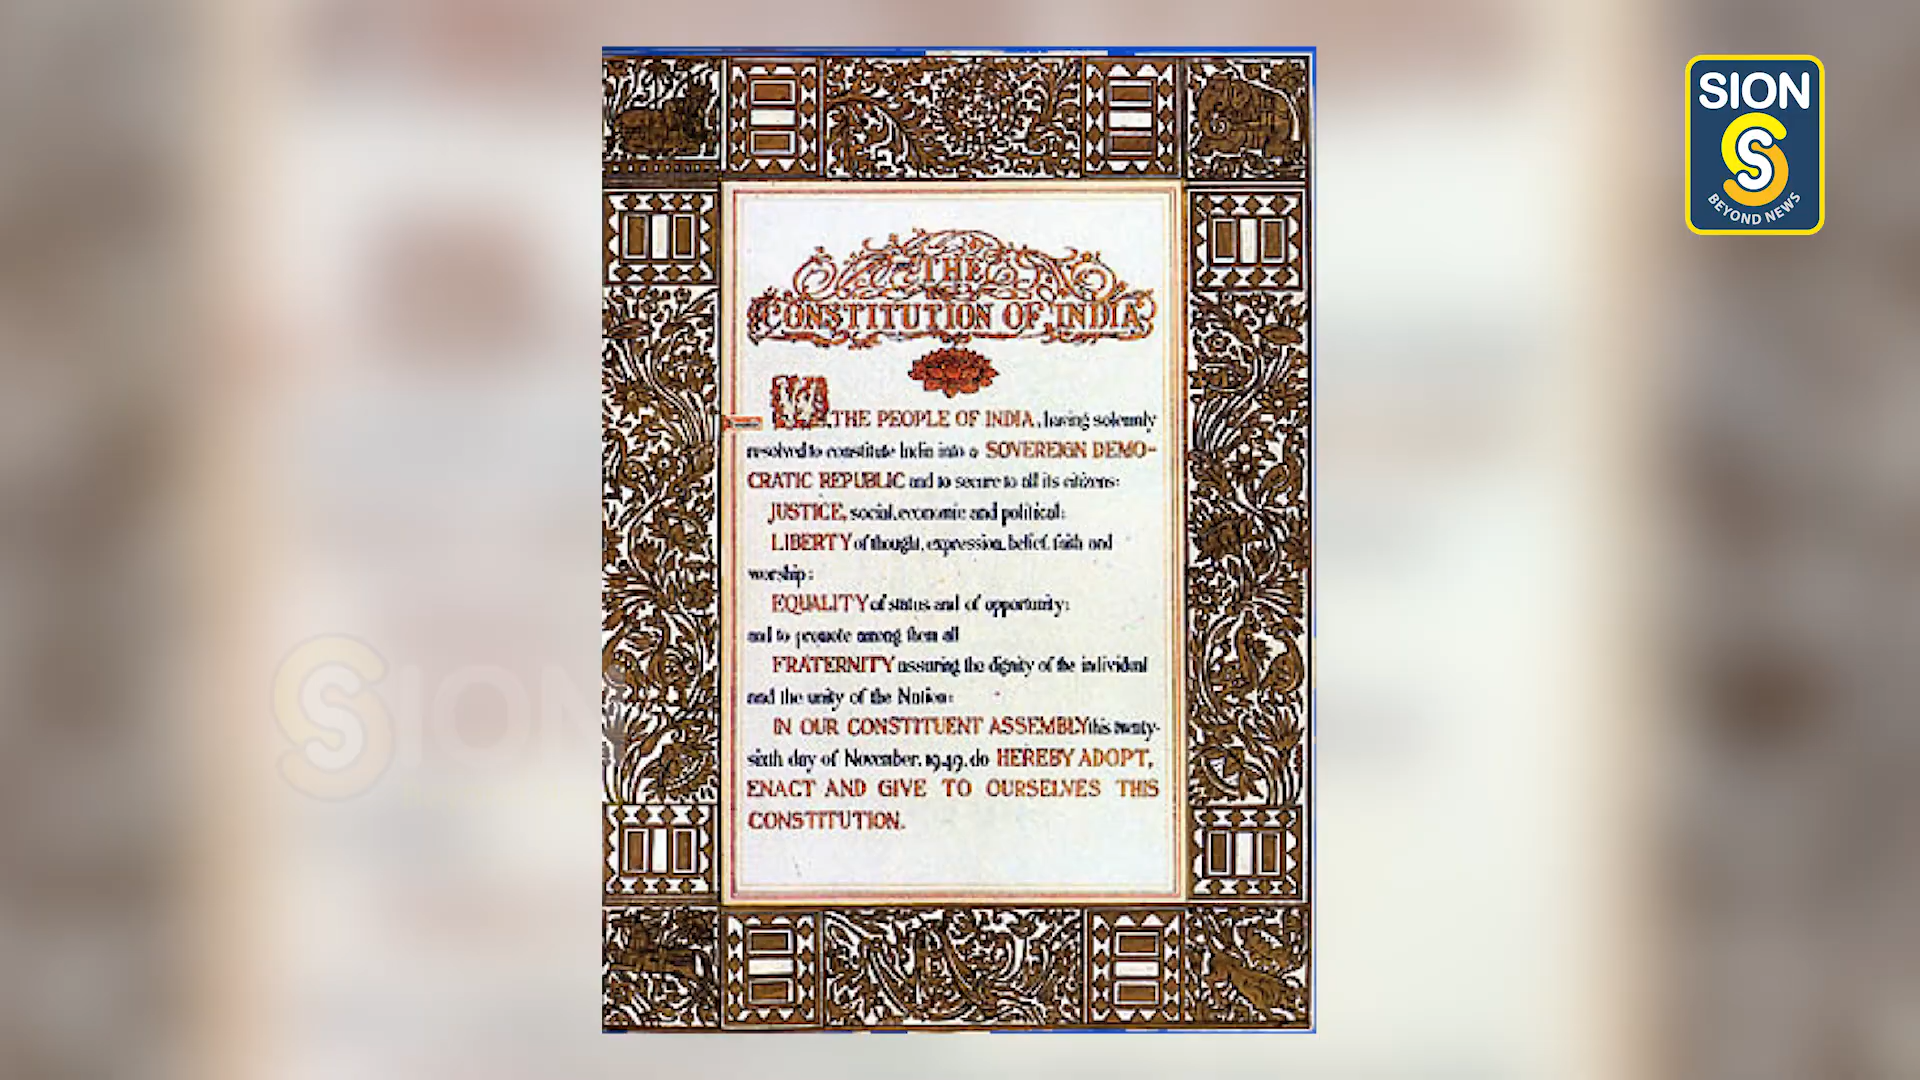 SION
S
BEYOND NEWS
THE
CONSTITUTION OF INDIA
WE, THE PEOPLE OF INDIA, having solemnly
resolved to constitute India into a SOVEREIGN DEMO-
CRATIC REPUBLIC and to secure to all its citizens:
JUSTICE, social, economic and political;
LIBERTY of thought, expression, belief, faith and
worship;
EQUALITY of status and of opportunity;
and to promote among them all
FRATERNITY assuring the dignity of the individual
and the unity of the Nation;
IN OUR CONSTITUENT ASSEMBLY this twenty-
sixth day of November, 1949, do HEREBY ADOPT,
ENACT AND GIVE TO OURSELVES THIS
CONSTITUTION.
SION